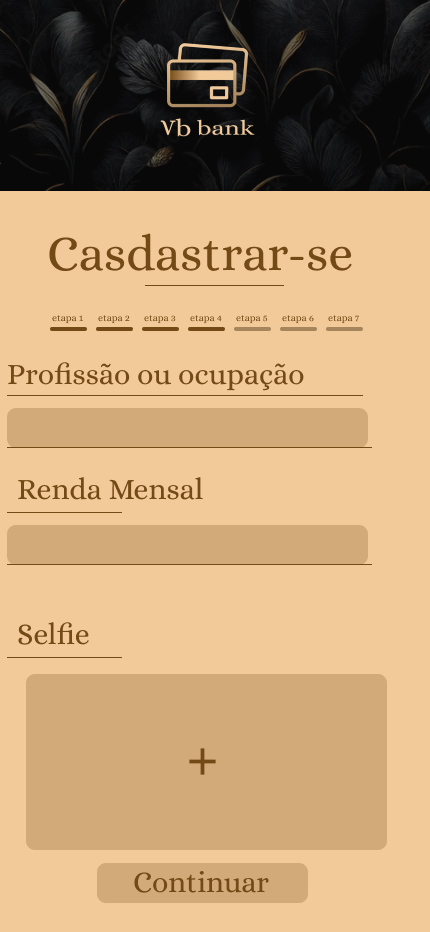 Vb bank
Casdastrar-se
etapa 1 etapa 2 etapa 3 etapa 4 etapa 5 etapa 6 etapa 7
Profissão ou ocupação
Renda Mensal
Selfie
+
Continuar